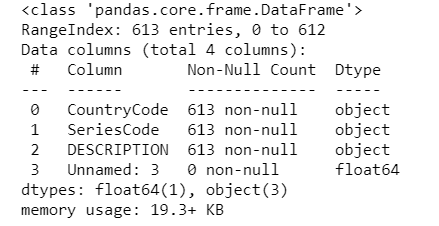 <class 'pandas.core.frame.DataFrame'>
RangeIndex: 613 entries, 0 to 612
Data columns (total 4 columns):
 #   Column       Non-Null Count  Dtype
---  ------       --------------  -----
 0   CountryCode  613 non-null    object
 1   SeriesCode   613 non-null    object
 2   DESCRIPTION  613 non-null    object
 3   Unnamed: 3   0 non-null      float64
dtypes: float64(1), object(3)
memory usage: 19.3+ KB